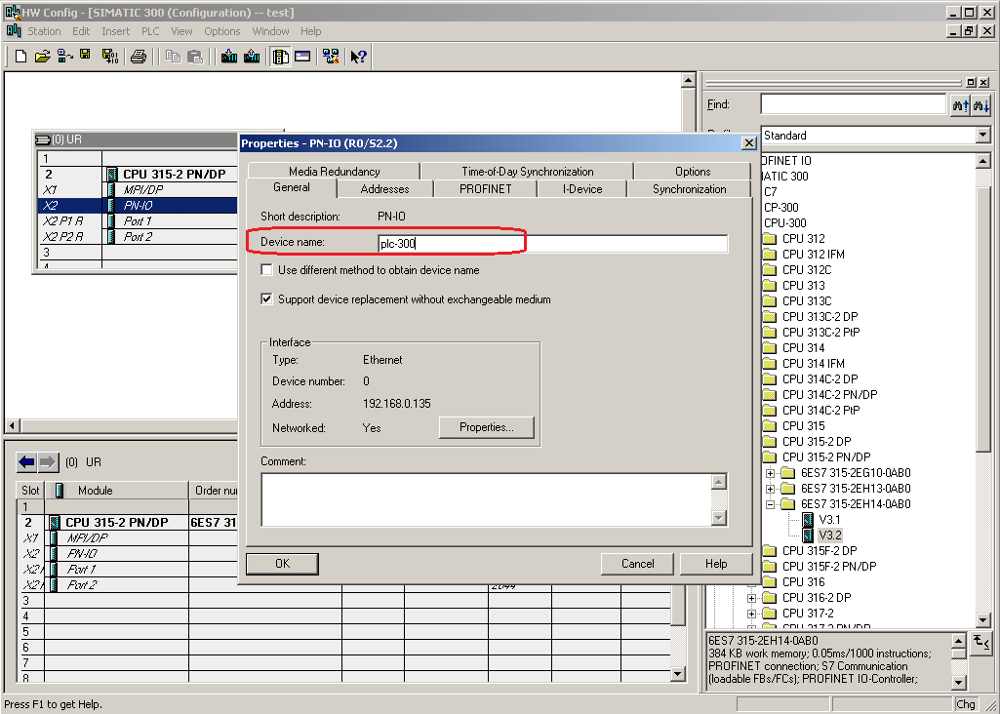 HW Config - [SIMATIC 300 (Configuration) -- test]
Station Edit Insert PLC View Options Window Help
Find:
Standard
(0) UR
1
2 CPU 315-2 PN/DP
X1 MPI/DP
X2 PN-IO
X2 P1 R Port 1
X2 P2 R Port 2
3
4
Properties - PN-IO (R0/S2.2)
Media Redundancy Time-of-Day Synchronization Options
General Addresses PROFINET I-Device Synchronization
Short description: PN-IO
Device name: plc-300
Use different method to obtain device name
Support device replacement without exchangeable medium
Interface
Type: Ethernet
Device number: 0
Address: 192.168.0.135
Networked: Yes Properties...
Comment:
OK Cancel Help
OFINET IO
IATIC 300
C7
CP-300
CPU-300
CPU 312
CPU 312 IFM
CPU 312C
CPU 313
CPU 313C
CPU 313C-2 DP
CPU 313C-2 PtP
CPU 314
CPU 314 IFM
CPU 314C-2 DP
CPU 314C-2 PN/DP
CPU 314C-2 PtP
CPU 315
CPU 315-2 DP
CPU 315-2 PN/DP
6ES7 315-2EG10-0AB0
6ES7 315-2EH13-0AB0
6ES7 315-2EH14-0AB0
V3.1
V3.2
CPU 315F-2 DP
CPU 315F-2 PN/DP
CPU 316
CPU 316-2 DP
CPU 317-2
CPU 317-2 PN/DP
(0) UR
Slot Module Order nu
1
2 CPU 315-2 PN/DP 6ES7 31
X1 MPI/DP
X2 PN-IO
X2 Port 1
X2 Port 2 2044
3
4
5
6
7
8
6ES7 315-2EH14-0AB0
384 KB work memory; 0.05ms/1000 instructions;
PROFINET connection; S7 Communication
(loadable FBs/FCs); PROFINET IO-Controller;
Press F1 to get Help. Chg